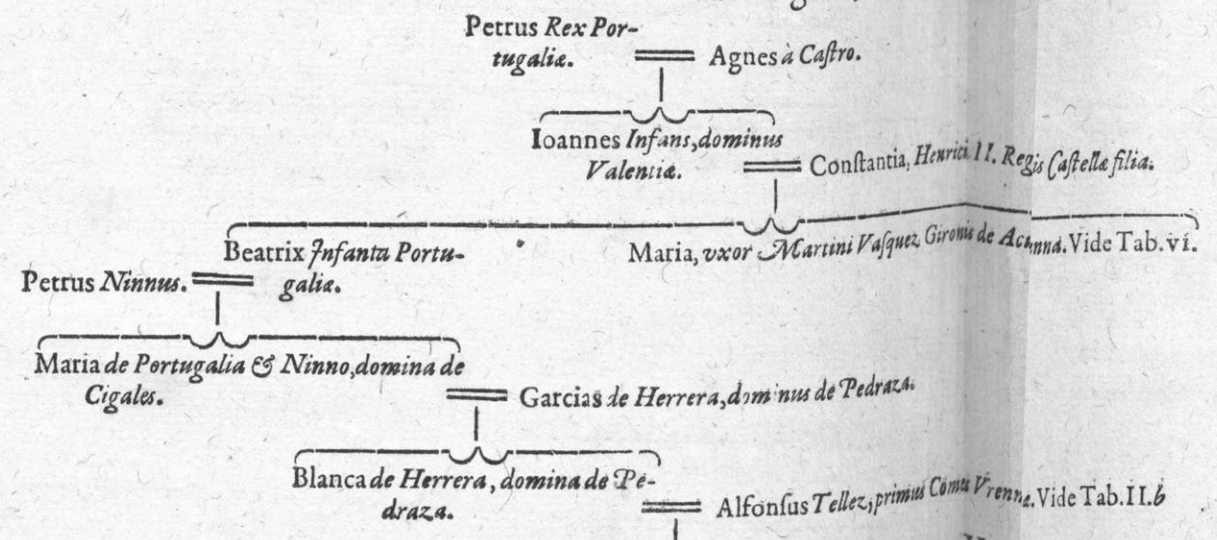 Petrus Rex Por-
tugaliæ.
Agnes à Caſtro.
Ioannes Infans, dominus
Valentiæ.
Conſtantia, Henrici II. Regis Caſtellæ filia.
Beatrix Infanta Portu-
galiæ.
Maria, vxor Martini Vaſquez Gironis de Acunna. Vide Tab. vi.
Petrus Ninnus.
Maria de Portugalia & Ninno, domina de
Cigales.
Garcias de Herrera, dominus de Pedraza.
Blanca de Herrera, domina de Pe-
draza.
Alfonſus Tellez, primus Comes Vrennæ. Vide Tab. II. b